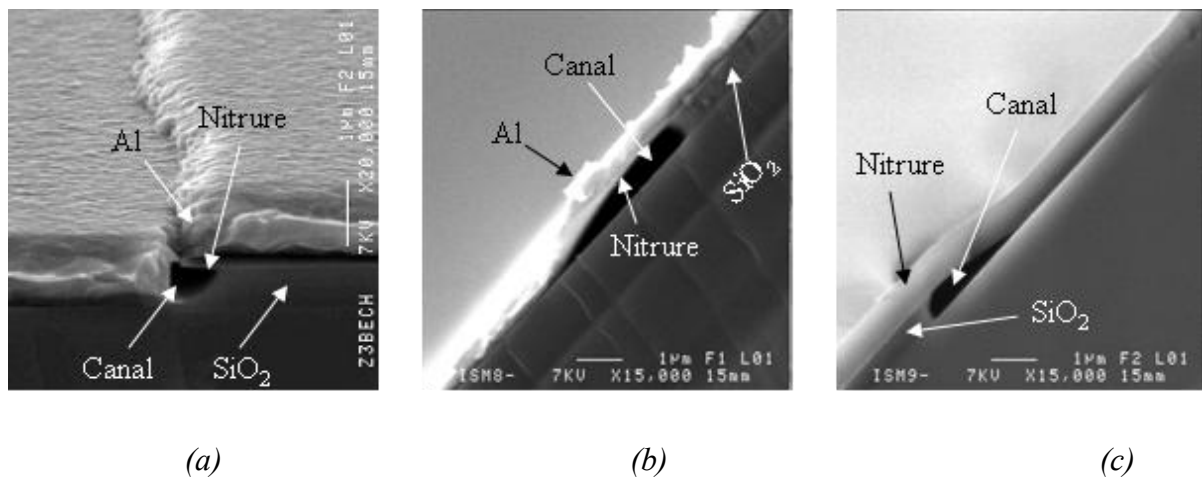 Nitrure
Al
Canal
SiO2
Z3BECH 7KV X20,000 15mm
1µm F2 L01
Canal
Al
SiO2
Nitrure
1µm F1 L01
ISM8- 7KV X15,000 15mm
Canal
Nitrure
SiO2
1µm F2 L01
ISM9- 7KV X15,000 15mm
(a)
(b)
(c)